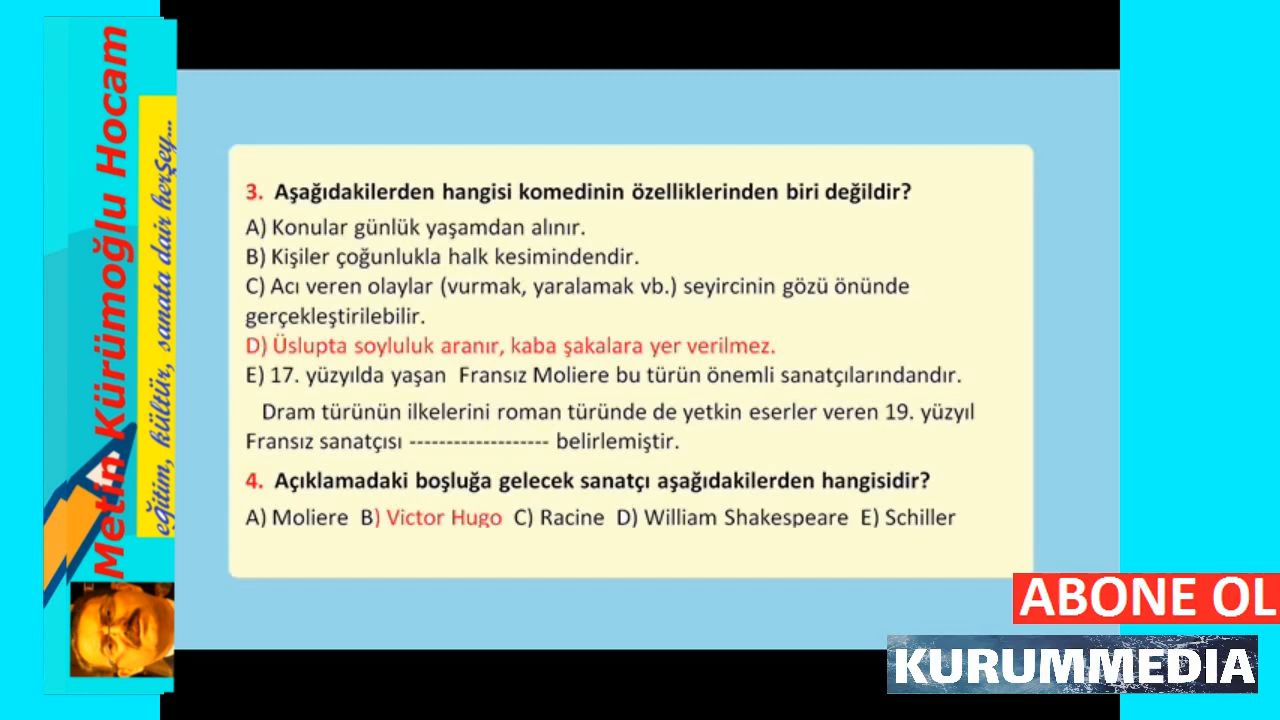 Metin Kürümoğlu Hocam
eğitim, kültür, sanata dair herşey...
3. Aşağıdakilerden hangisi komedinin özelliklerinden biri değildir?
A) Konular günlük yaşamdan alınır.
B) Kişiler çoğunlukla halk kesimindendir.
C) Acı veren olaylar (vurmak, yaralamak vb.) seyircinin gözü önünde
gerçekleştirilebilir.
D) Üslupta soyluluk aranır, kaba şakalara yer verilmez.
E) 17. yüzyılda yaşan Fransız Moliere bu türün önemli sanatçılarındandır.
Dram türünün ilkelerini roman türünde de yetkin eserler veren 19. yüzyıl
Fransız sanatçısı ------------------- belirlemiştir.
4. Açıklamadaki boşluğa gelecek sanatçı aşağıdakilerden hangisidir?
A) Moliere B) Victor Hugo C) Racine D) William Shakespeare E) Schiller
ABONE OL
KURUMMEDIA